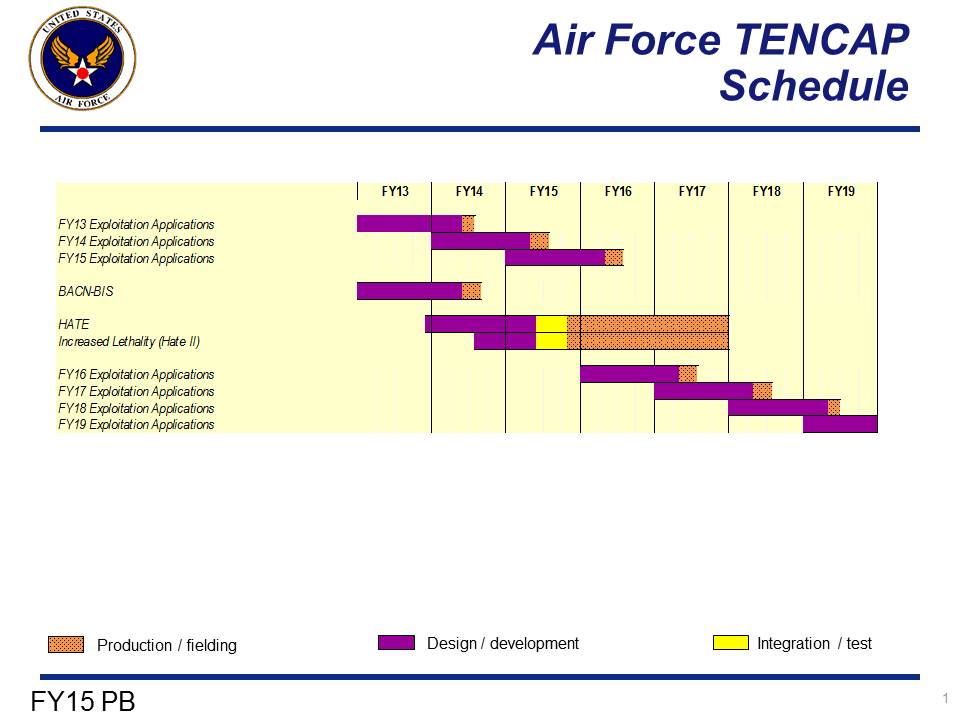 UNITED STATES
AIR FORCE
Air Force TENCAP
Schedule
FY13 FY14 FY15 FY16 FY17 FY18 FY19
FY13 Exploitation Applications
FY14 Exploitation Applications
FY15 Exploitation Applications
BACN-BIS
HATE
Increased Lethality (Hate II)
FY16 Exploitation Applications
FY17 Exploitation Applications
FY18 Exploitation Applications
FY19 Exploitation Applications
Production / fielding Design / development Integration / test
FY15 PB 1